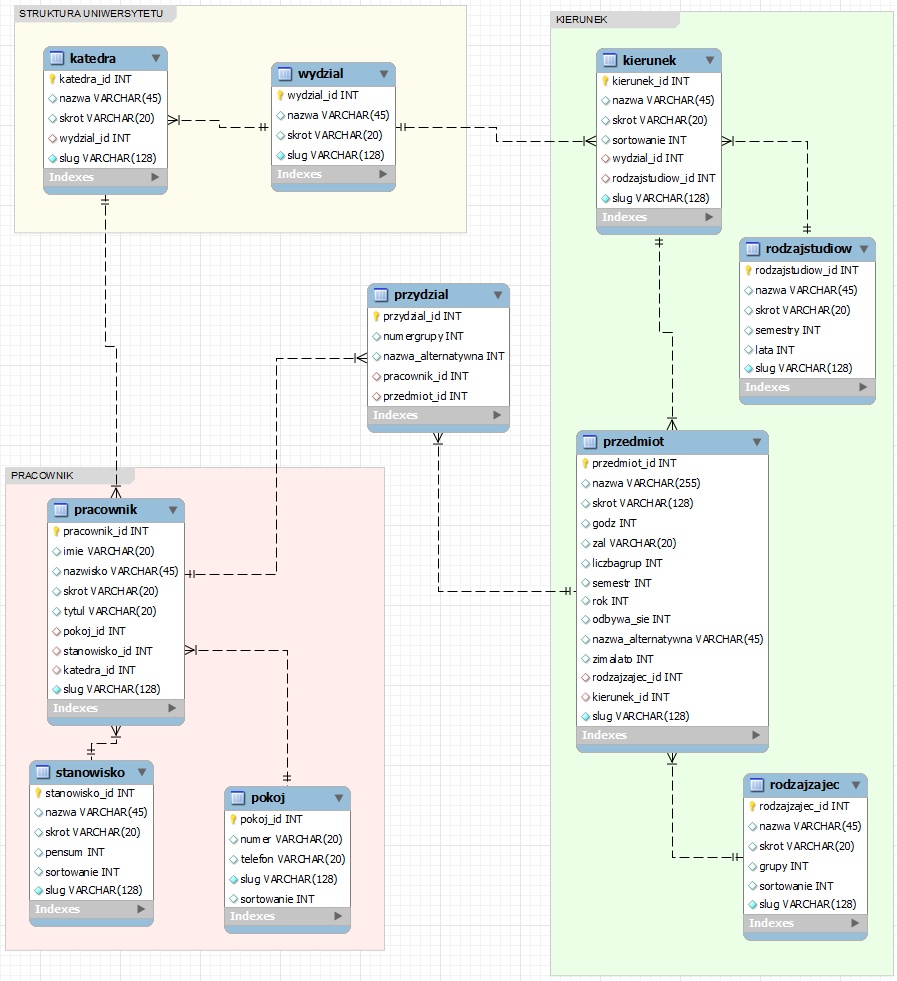 STRUKTURA UNIWERSYTETU
katedra
katedra_id INT
nazwa VARCHAR(45)
skrot VARCHAR(20)
wydzial_id INT
slug VARCHAR(128)
Indexes
wydzial
wydzial_id INT
nazwa VARCHAR(45)
skrot VARCHAR(20)
slug VARCHAR(128)
Indexes
KIERUNEK
kierunek
kierunek_id INT
nazwa VARCHAR(45)
skrot VARCHAR(20)
sortowanie INT
wydzial_id INT
rodzajstudiow_id INT
slug VARCHAR(128)
Indexes
rodzajstudiow
rodzajstudiow_id INT
nazwa VARCHAR(45)
skrot VARCHAR(20)
semestry INT
lata INT
slug VARCHAR(128)
Indexes
przydzial
przydzial_id INT
numergrupy INT
nazwa_alternatywna INT
pracownik_id INT
przedmiot_id INT
Indexes
przedmiot
przedmiot_id INT
nazwa VARCHAR(255)
skrot VARCHAR(128)
godz INT
zal VARCHAR(20)
liczbagrup INT
semestr INT
rok INT
odbywa_sie INT
nazwa_alternatywna VARCHAR(45)
zimalato INT
rodzajzajec_id INT
kierunek_id INT
slug VARCHAR(128)
Indexes
PRACOWNIK
pracownik
pracownik_id INT
imie VARCHAR(20)
nazwisko VARCHAR(45)
skrot VARCHAR(20)
tytul VARCHAR(20)
pokoj_id INT
stanowisko_id INT
katedra_id INT
slug VARCHAR(128)
Indexes
stanowisko
stanowisko_id INT
nazwa VARCHAR(45)
skrot VARCHAR(20)
pensum INT
sortowanie INT
slug VARCHAR(128)
Indexes
pokoj
pokoj_id INT
numer VARCHAR(20)
telefon VARCHAR(20)
slug VARCHAR(128)
sortowanie INT
Indexes
rodzajzajec
rodzajzajec_id INT
nazwa VARCHAR(45)
skrot VARCHAR(20)
grupy INT
sortowanie INT
slug VARCHAR(128)
Indexes